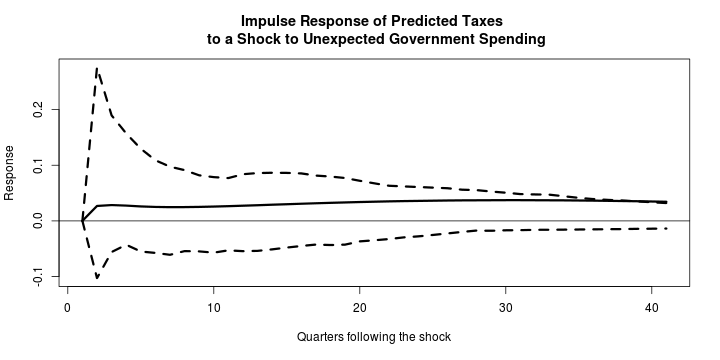 Impulse Response of Predicted Taxes
to a Shock to Unexpected Government Spending
Response
0.2
0.1
0.0
-0.1
0 10 20 30 40
Quarters following the shock